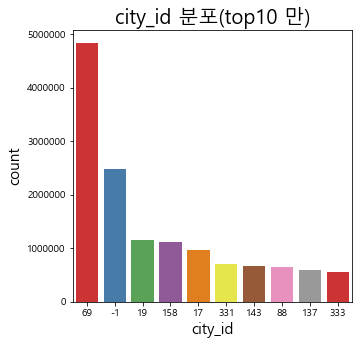 city_id 분포(top10 만)
5000000
4000000
3000000
2000000
1000000
0
count
69 -1 19 158 17 331 143 88 137 333
city_id